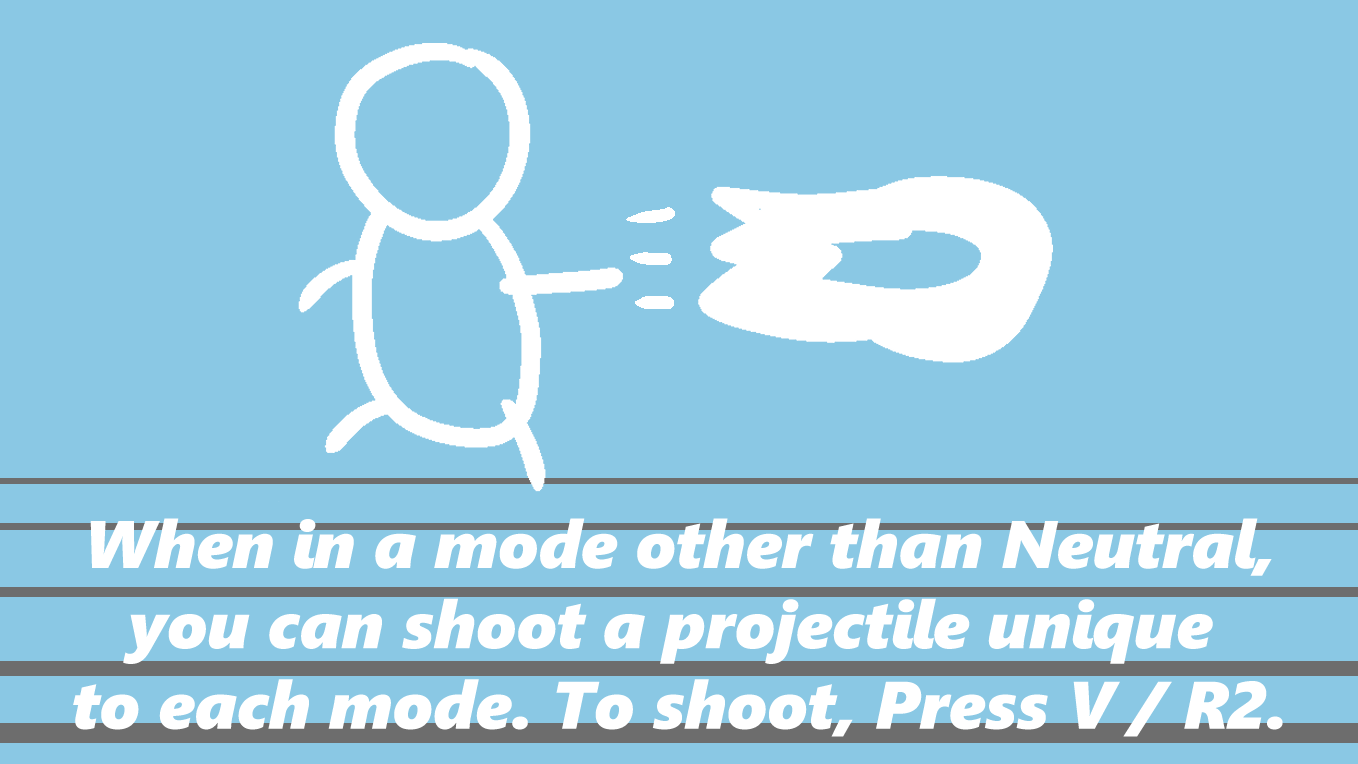 When in a mode other than Neutral,
you can shoot a projectile unique
to each mode. To shoot, Press V / R2.